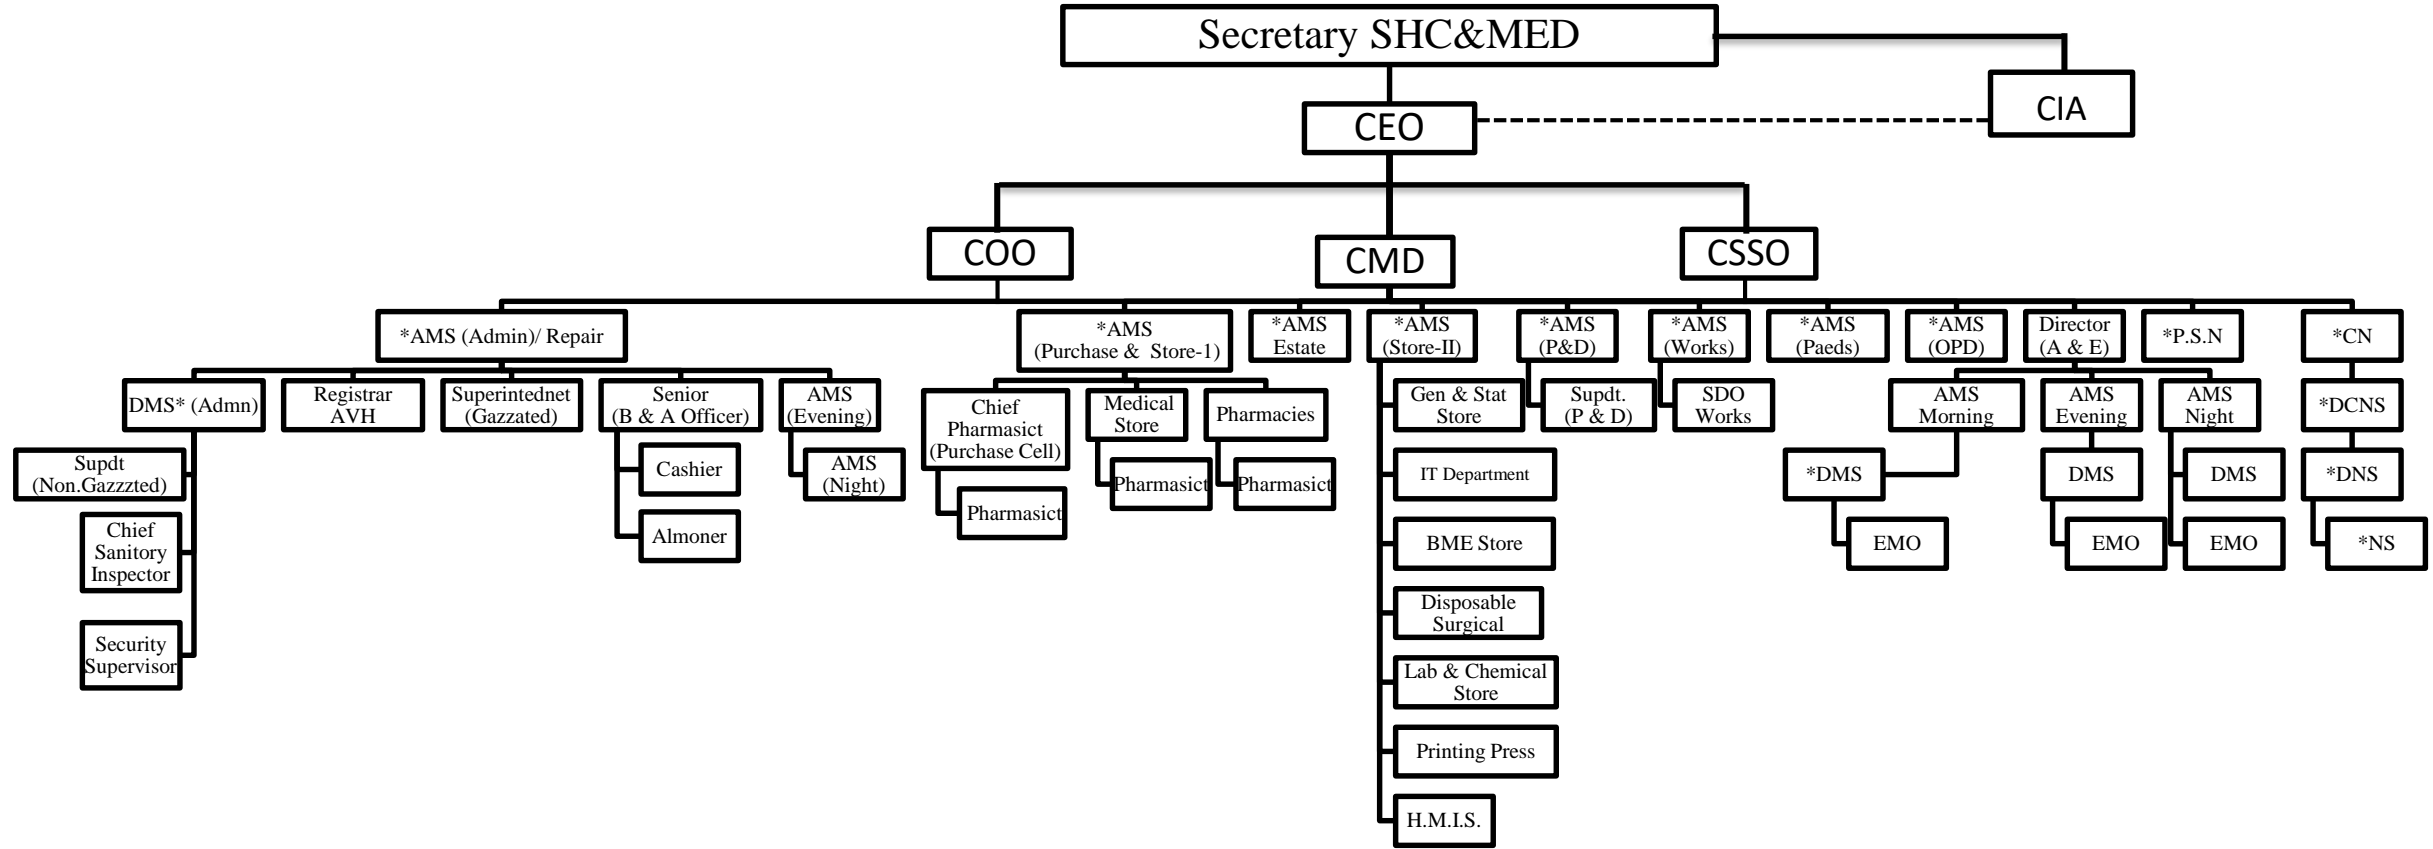 Secretary SHC&MED
CIA
CEO
COO
CMD
CSSO
*AMS (Admin)/ Repair
*AMS
(Purchase & Store-1)
*AMS
Estate
*AMS
(Store-II)
*AMS
(P&D)
*AMS
(Works)
*AMS
(Paeds)
*AMS
(OPD)
Director
(A & E)
*P.S.N
*CN
DMS* (Admn)
Registrar
AVH
Superintednet
(Gazzated)
Senior
(B & A Officer)
AMS
(Evening)
Chief
Pharmasict
(Purchase Cell)
Medical
Store
Pharmacies
Gen & Stat
Store
Supdt.
(P & D)
SDO
Works
AMS
Morning
AMS
Evening
AMS
Night
*DCNS
Supdt
(Non.Gazzzted)
Cashier
AMS
(Night)
Pharmasict
Pharmasict
Pharmasict
IT Department
*DMS
DMS
DMS
*DNS
Chief
Sanitory
Inspector
Almoner
BME Store
EMO
EMO
EMO
*NS
Security
Supervisor
Disposable
Surgical
Lab & Chemical
Store
Printing Press
H.M.I.S.